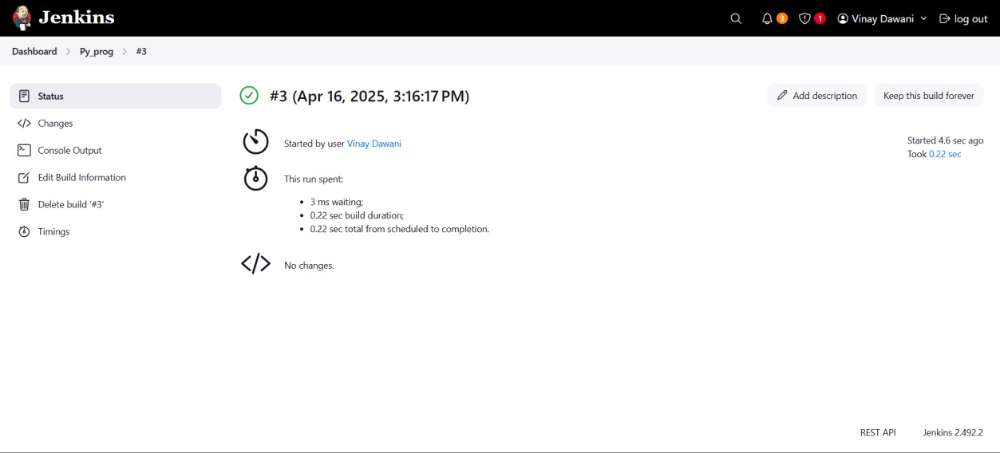 Jenkins
3
1
Vinay Dawani
log out
Dashboard > Py_prog > #3
Status
Changes
Console Output
Edit Build Information
Delete build ‘#3’
Timings
#3 (Apr 16, 2025, 3:16:17 PM)
Add description
Keep this build forever
Started by user Vinay Dawani
Started 4.6 sec ago
Took 0.22 sec
This run spent:
• 3 ms waiting;
• 0.22 sec build duration;
• 0.22 sec total from scheduled to completion.
No changes.
REST API
Jenkins 2.492.2